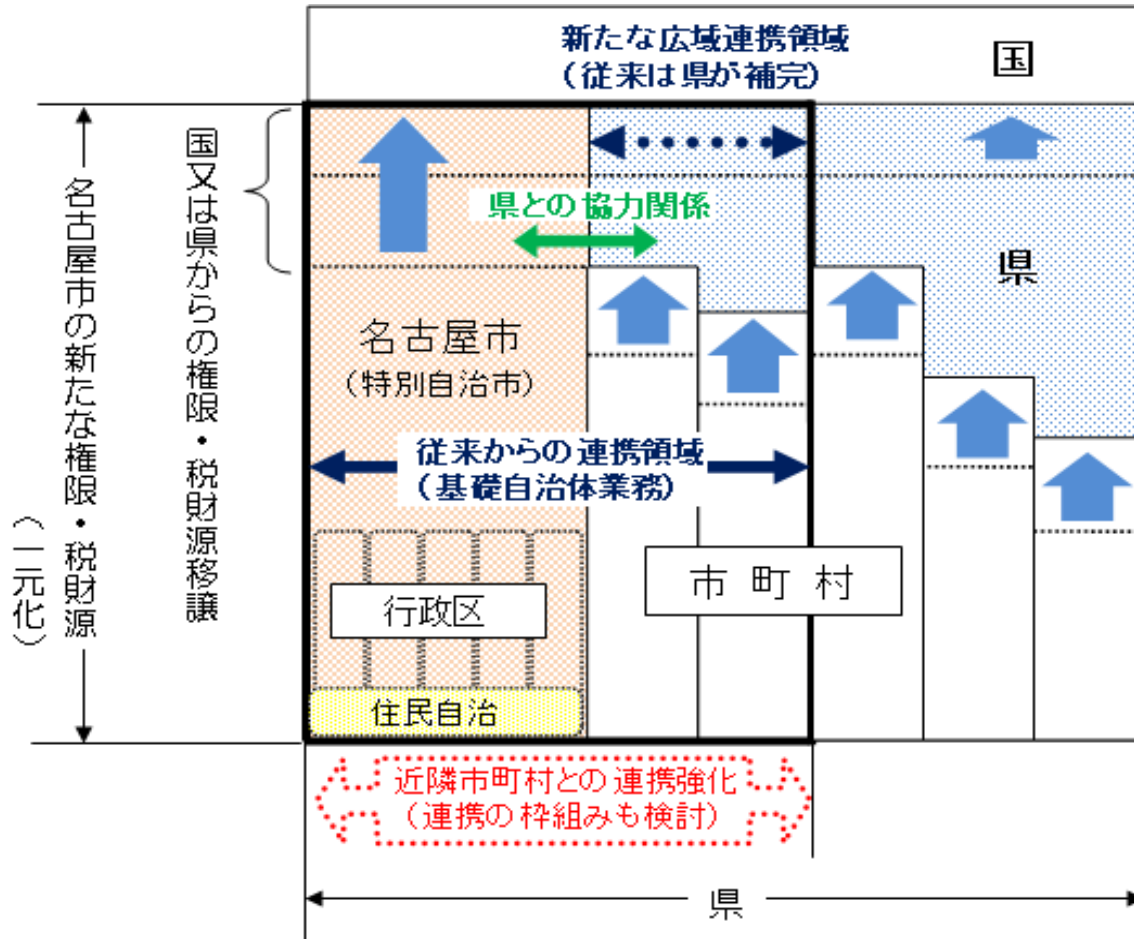 新たな広域連携領域
(従来は県が補完)
国
国又は県からの権限・税財源移譲
名古屋市の新たな権限・税財源
(一元化)
県との協力関係
県
名古屋市
(特別自治市)
従来からの連携領域
(基礎自治体業務)
市町村
行政区
住民自治
近隣市町村との連携強化
(連携の枠組みも検討)
県